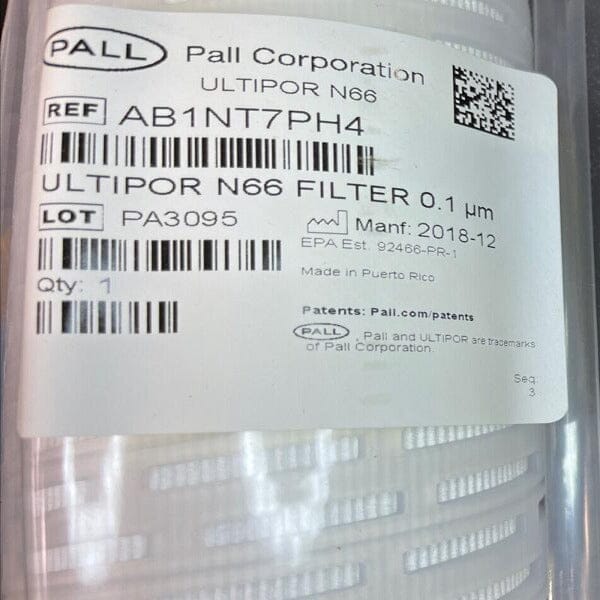 PALL Pall Corporation
ULTIPOR N66
REF AB1NT7PH4
ULTIPOR N66 FILTER 0.1 µm
LOT PA3095
Manf: 2018-12
EPA Est. 92466-PR-1
Qty: 1
Made in Puerto Rico
Patents: Pall.com/patents
PALL , Pall and ULTIPOR are trademarks
of Pall Corporation.
Seq.
3